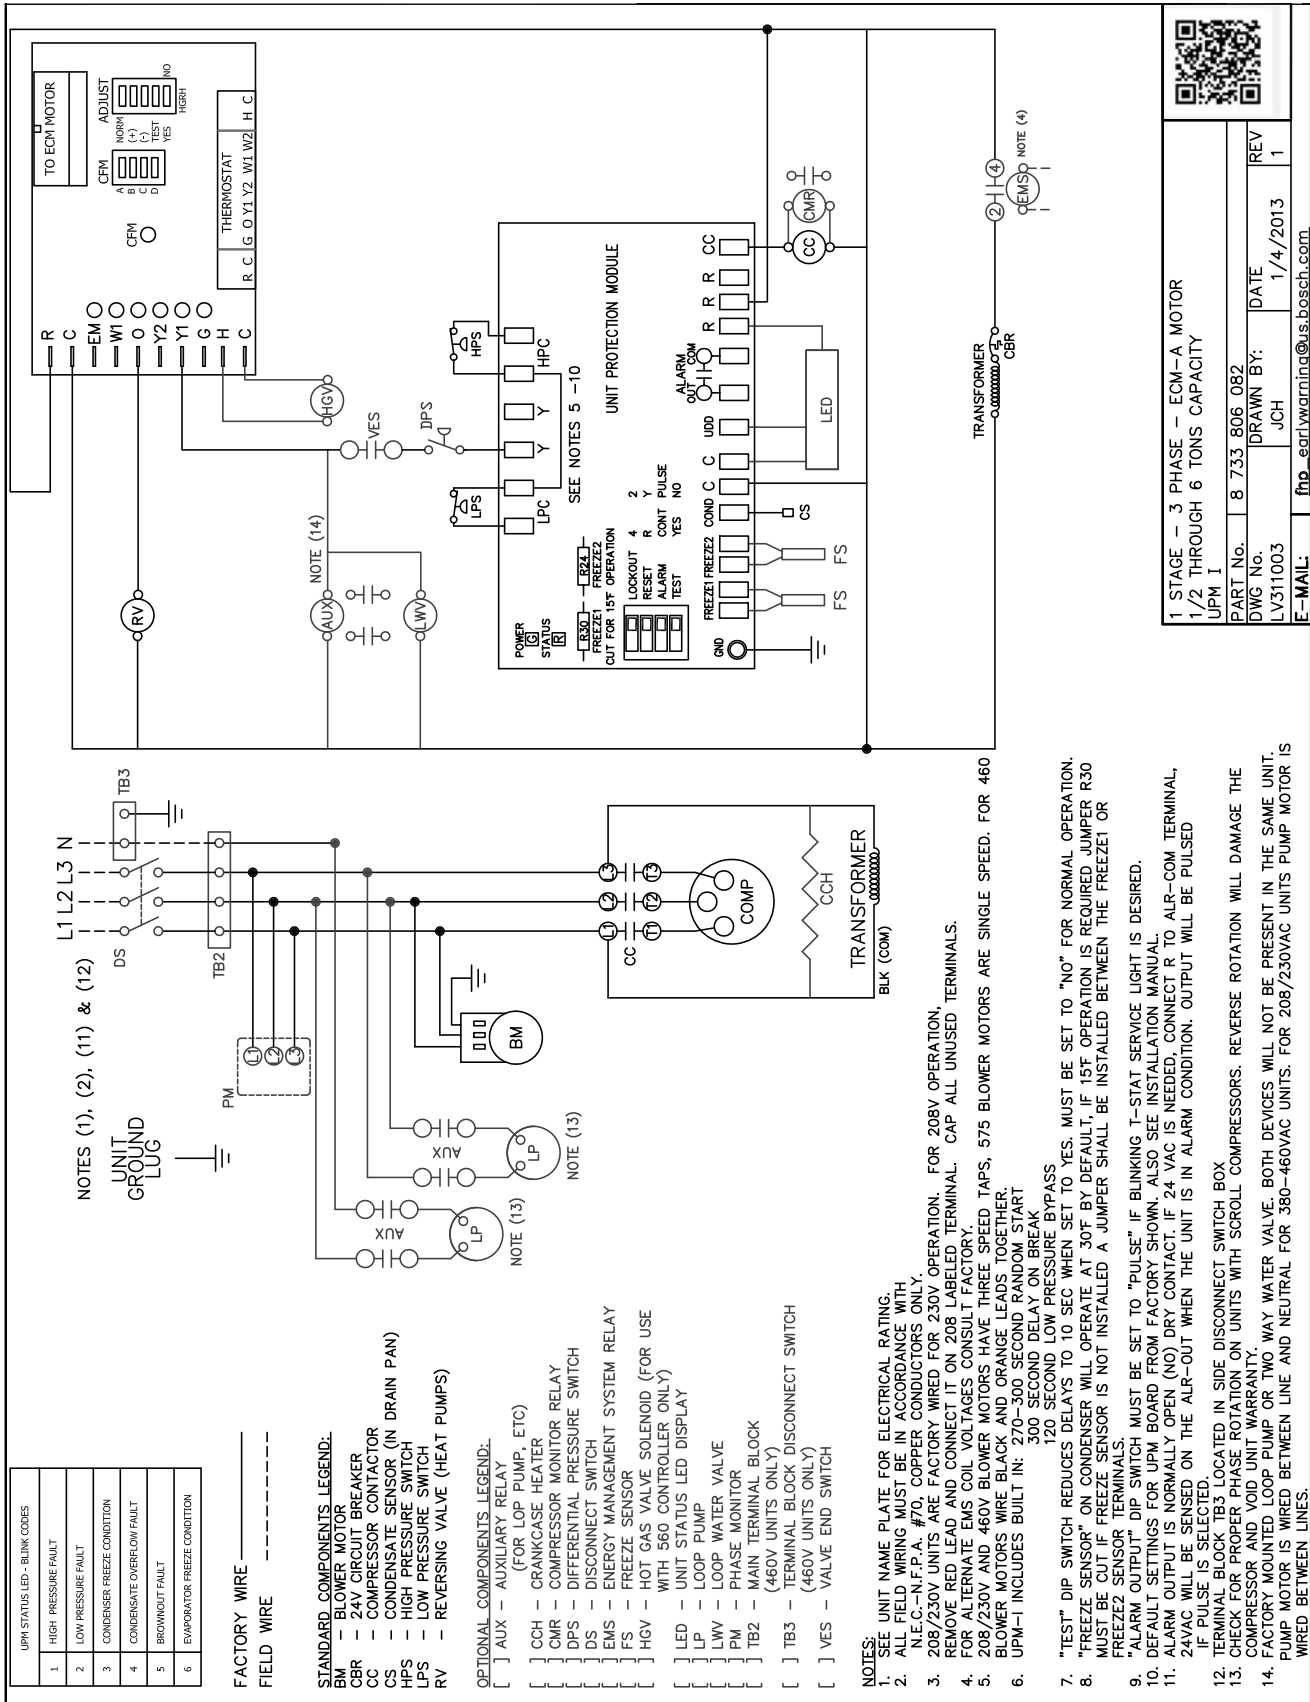 UPM STATUS LED - BLINK CODES
1 HIGH PRESSURE FAULT
2 LOW PRESSURE FAULT
3 CONDENSER FREEZE CONDITION
4 CONDENSATE OVERFLOW FAULT
5 BROWNOUT FAULT
6 EVAPORATOR FREEZE CONDITION
FACTORY WIRE
FIELD WIRE
STANDARD COMPONENTS LEGEND:
BM – BLOWER MOTOR
CBR – 24V CIRCUIT BREAKER
CC – COMPRESSOR CONTACTOR
CS – CONDENSATE SENSOR (IN DRAIN PAN)
HPS – HIGH PRESSURE SWITCH
LPS – LOW PRESSURE SWITCH
RV – REVERSING VALVE (HEAT PUMPS)
OPTIONAL COMPONENTS LEGEND:
[ ] AUX – AUXILIARY RELAY
(FOR LOP PUMP, ETC)
[ ] CCH – CRANKCASE HEATER
[ ] CMR – COMPRESSOR MONITOR RELAY
[ ] DPS – DIFFERENTIAL PRESSURE SWITCH
[ ] DS – DISCONNECT SWITCH
[ ] EMS – ENERGY MANAGEMENT SYSTEM RELAY
[ ] FS – FREEZE SENSOR
[ ] HGV – HOT GAS VALVE SOLENOID (FOR USE
WITH 560 CONTROLLER ONLY)
[ ] LED – UNIT STATUS LED DISPLAY
[ ] LP – LOOP PUMP
[ ] LWV – LOOP WATER VALVE
[ ] PM – PHASE MONITOR
[ ] TB2 – MAIN TERMINAL BLOCK
(460V UNITS ONLY)
[ ] TB3 – TERMINAL BLOCK DISCONNECT SWITCH
(460V UNITS ONLY)
[ ] VES – VALVE END SWITCH
NOTES:
1. SEE UNIT NAME PLATE FOR ELECTRICAL RATING.
2. ALL FIELD WIRING MUST BE IN ACCORDANCE WITH
N.E.C.–N.F.P.A. #70, COPPER CONDUCTORS ONLY.
3. 208/230V UNITS ARE FACTORY WIRED FOR 230V OPERATION. FOR 208V OPERATION,
REMOVE RED LEAD AND CONNECT IT ON 208 LABELED TERMINAL. CAP ALL UNUSED TERMINALS.
4. FOR ALTERNATE EMS COIL VOLTAGES CONSULT FACTORY.
5. 208/230V AND 460V BLOWER MOTORS HAVE THREE SPEED TAPS, 575 BLOWER MOTORS ARE SINGLE SPEED. FOR 460
BLOWER MOTORS WIRE BLACK AND ORANGE LEADS TOGETHER.
6. UPM–I INCLUDES BUILT IN: 270–300 SECOND RANDOM START
300 SECOND DELAY ON BREAK
120 SECOND LOW PRESSURE BYPASS
7. "TEST" DIP SWITCH REDUCES DELAYS TO 10 SEC WHEN SET TO YES. MUST BE SET TO "NO" FOR NORMAL OPERATION.
8. "FREEZE SENSOR" ON CONDENSER WILL OPERATE AT 30°F BY DEFAULT, IF 15°F OPERATION IS REQUIRED JUMPER R30
MUST BE CUT IF FREEZE SENSOR IS NOT INSTALLED A JUMPER SHALL BE INSTALLED BETWEEN THE FREEZE1 OR
FREEZE2 SENSOR TERMINALS.
9. "ALARM OUTPUT" DIP SWITCH MUST BE SET TO "PULSE" IF BLINKING T–STAT SERVICE LIGHT IS DESIRED.
10. DEFAULT SETTINGS FOR UPM BOARD FROM FACTORY SHOWN. ALSO SEE INSTALLATION MANUAL.
11. ALARM OUTPUT IS NORMALLY OPEN (NO) DRY CONTACT. IF 24 VAC IS NEEDED, CONNECT R TO ALR–COM TERMINAL,
24VAC WILL BE SENSED ON THE ALR–OUT WHEN THE UNIT IS IN ALARM CONDITION. OUTPUT WILL BE PULSED
IF PULSE IS SELECTED.
12. TERMINAL BLOCK TB3 LOCATED IN SIDE DISCONNECT SWITCH BOX
13. CHECK FOR PROPER PHASE ROTATION ON UNITS WITH SCROLL COMPRESSORS. REVERSE ROTATION WILL DAMAGE THE
COMPRESSOR AND VOID UNIT WARRANTY.
14. FACTORY MOUNTED LOOP PUMP OR TWO WAY WATER VALVE. BOTH DEVICES WILL NOT BE PRESENT IN THE SAME UNIT.
PUMP MOTOR IS WIRED BETWEEN LINE AND NEUTRAL FOR 380–460VAC UNITS. FOR 208/230VAC UNITS PUMP MOTOR IS
WIRED BETWEEN LINES.
NOTES (1), (2), (11) & (12)
L1 L2 L3 N
DS
TB3
TB2
UNIT
GROUND
LUG
PM
L1
L2
L3
AUX
LP
NOTE (13)
AUX
LP
NOTE (13)
BM
L1 L2 L3
CC
T1 T2 T3
COMP
CCH
TRANSFORMER
BLK (COM)
TO ECM MOTOR
CFM
A
B
C
D
ADJUST
NORM
(+)
(-)
TEST
YES
NO
HGRH
CFM
THERMOSTAT
R C G O Y1 Y2 W1 W2 H C
R
C
EM
W1
O
Y2
Y1
G
H
C
RV
NOTE (14)
AUX
LWV
HGV
VES
DPS
LPS
HPS
LPC
Y
Y
HPC
SEE NOTES 5 –10
UNIT PROTECTION MODULE
POWER
G
STATUS
R
R30
FREEZE1
R24
FREEZE2
CUT FOR 15°F OPERATION
LOCKOUT 4 2
RESET R Y
ALARM CONT PULSE
TEST YES NO
GND
FREEZE1
FREEZE2
COND
C
C
UDD
ALARM
OUT COM
R
R
R
CC
FS
FS
CS
LED
CC
CMR
TRANSFORMER
CBR
2
4
EMS
NOTE (4)
1 STAGE – 3 PHASE – ECM–A MOTOR
1/2 THROUGH 6 TONS CAPACITY
UPM I
PART No. 8 733 806 082
DWG No. LV311003
DRAWN BY: JCH
DATE 1/4/2013
REV 1
E–MAIL: fhp_earlywarning@us.bosch.com